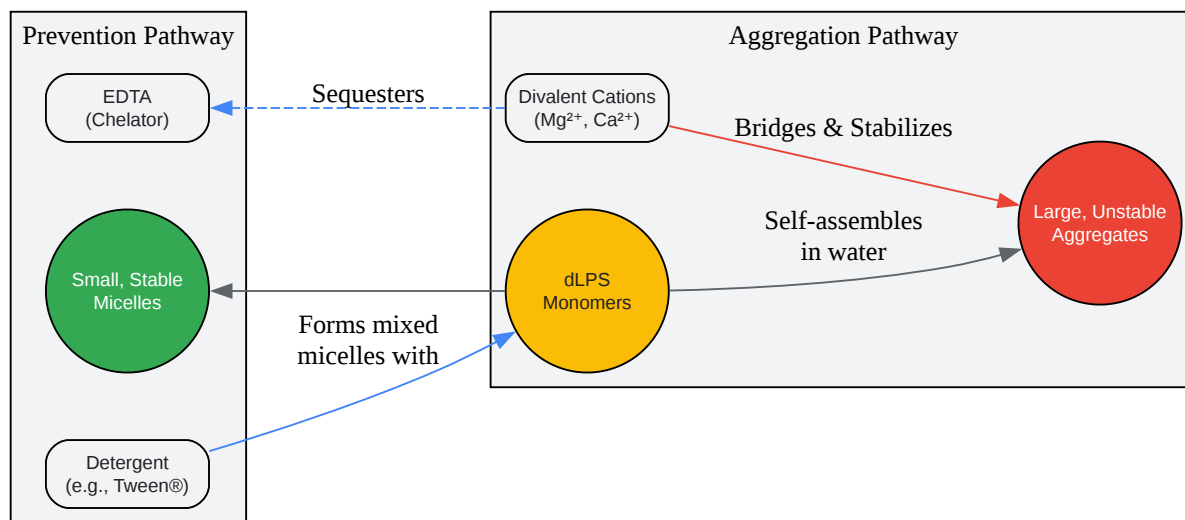 Prevention Pathway
Aggregation Pathway
EDTA
(Chelator)
Sequesters
Divalent Cations
(Mg²⁺, Ca²⁺)
Bridges & Stabilizes
Large, Unstable
Aggregates
Self-assembles
in water
Small, Stable
Micelles
dLPS
Monomers
Forms mixed
micelles with
Detergent
(e.g., Tween®)